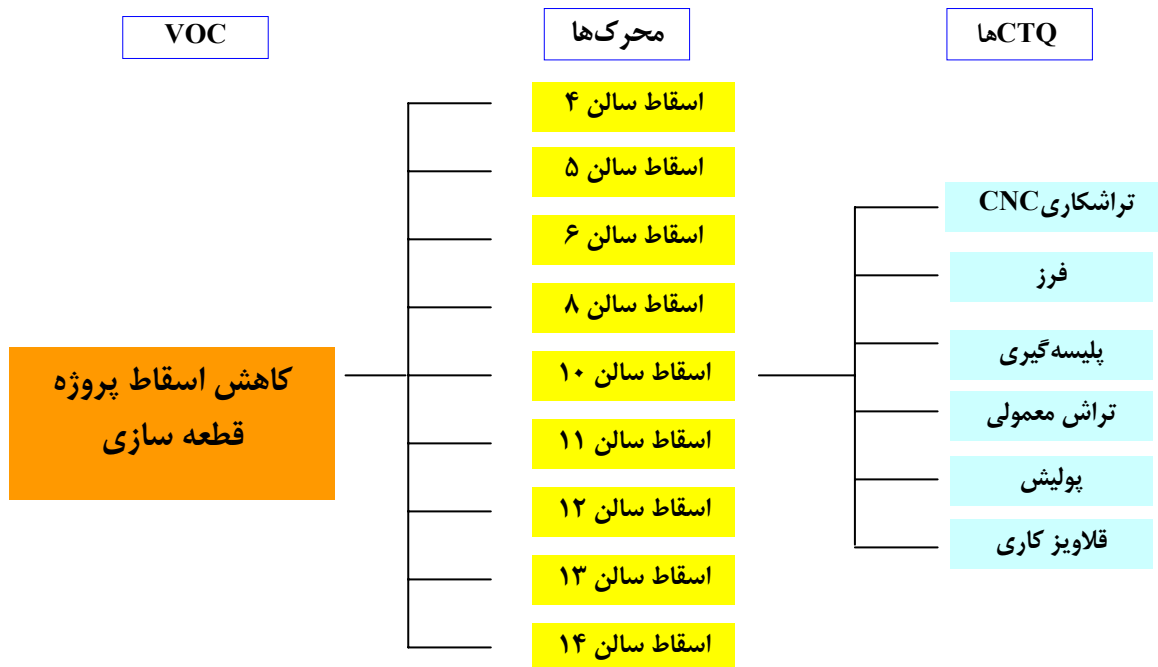 VOC
محرک‌ها
CTQها
اسقاط سالن ۴
اسقاط سالن ۵
اسقاط سالن ۶
اسقاط سالن ۸
اسقاط سالن ۱۰
اسقاط سالن ۱۱
اسقاط سالن ۱۲
اسقاط سالن ۱۳
اسقاط سالن ۱۴
کاهش اسقاط پروژه
قطعه سازی
تراشکاریCNC
فرز
پلیسه‌گیری
تراش معمولی
پولیش
قلاویز کاری